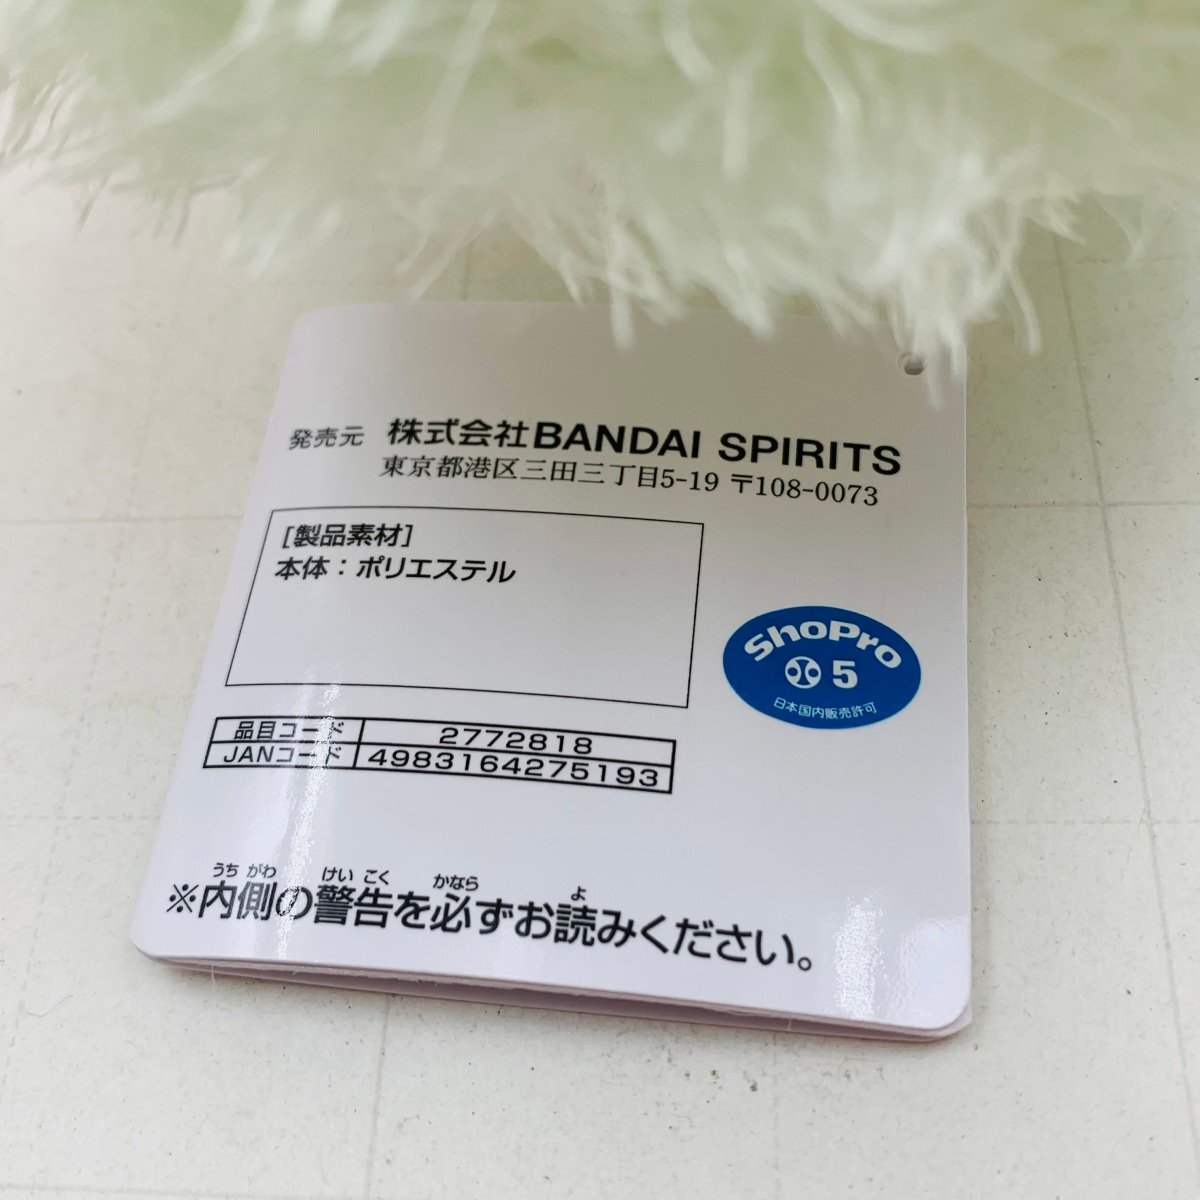 発売元 株式会社BANDAI SPIRITS
東京都港区三田三丁目5-19 〒108-0073
[製品素材]
本体：ポリエステル
ShoPro
5
日本国内販売許可
品目コード 2772818
JANコード 4983164275193
うちがわ けいこく かなら よ
※内側の警告を必ずお読みください。